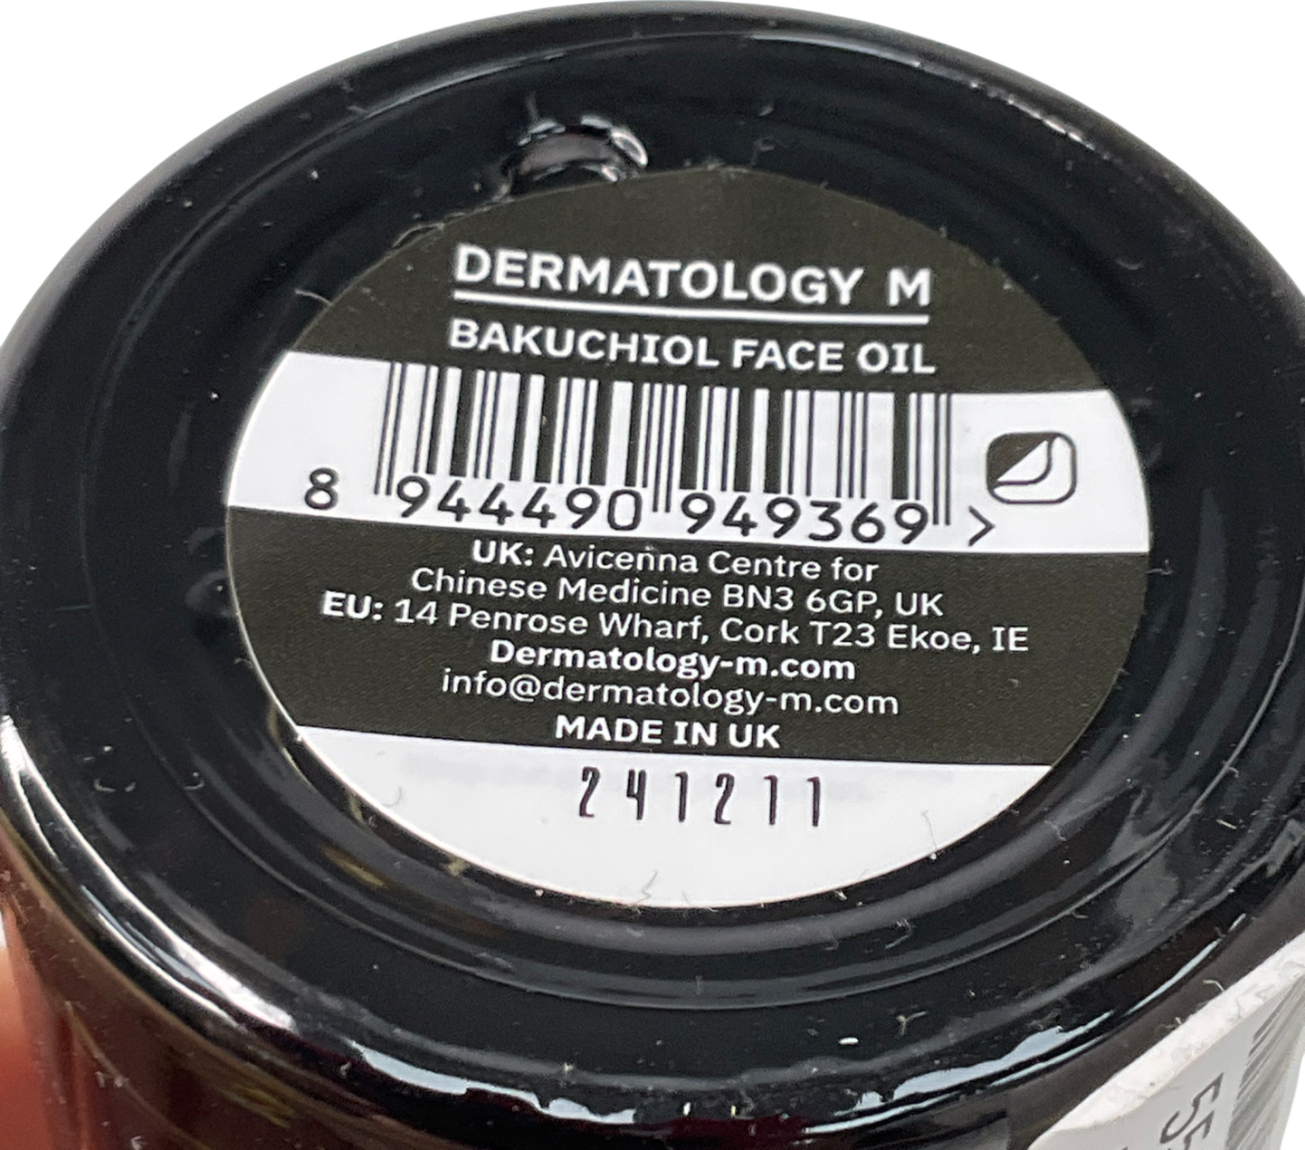 DERMATOLOGY M
BAKUCHIOL FACE OIL
8 944490 949369 >
UK: Avicenna Centre for
Chinese Medicine BN3 6GP, UK
EU: 14 Penrose Wharf, Cork T23 Ekoe, IE
Dermatology-m.com
info@dermatology-m.com
MADE IN UK
241211